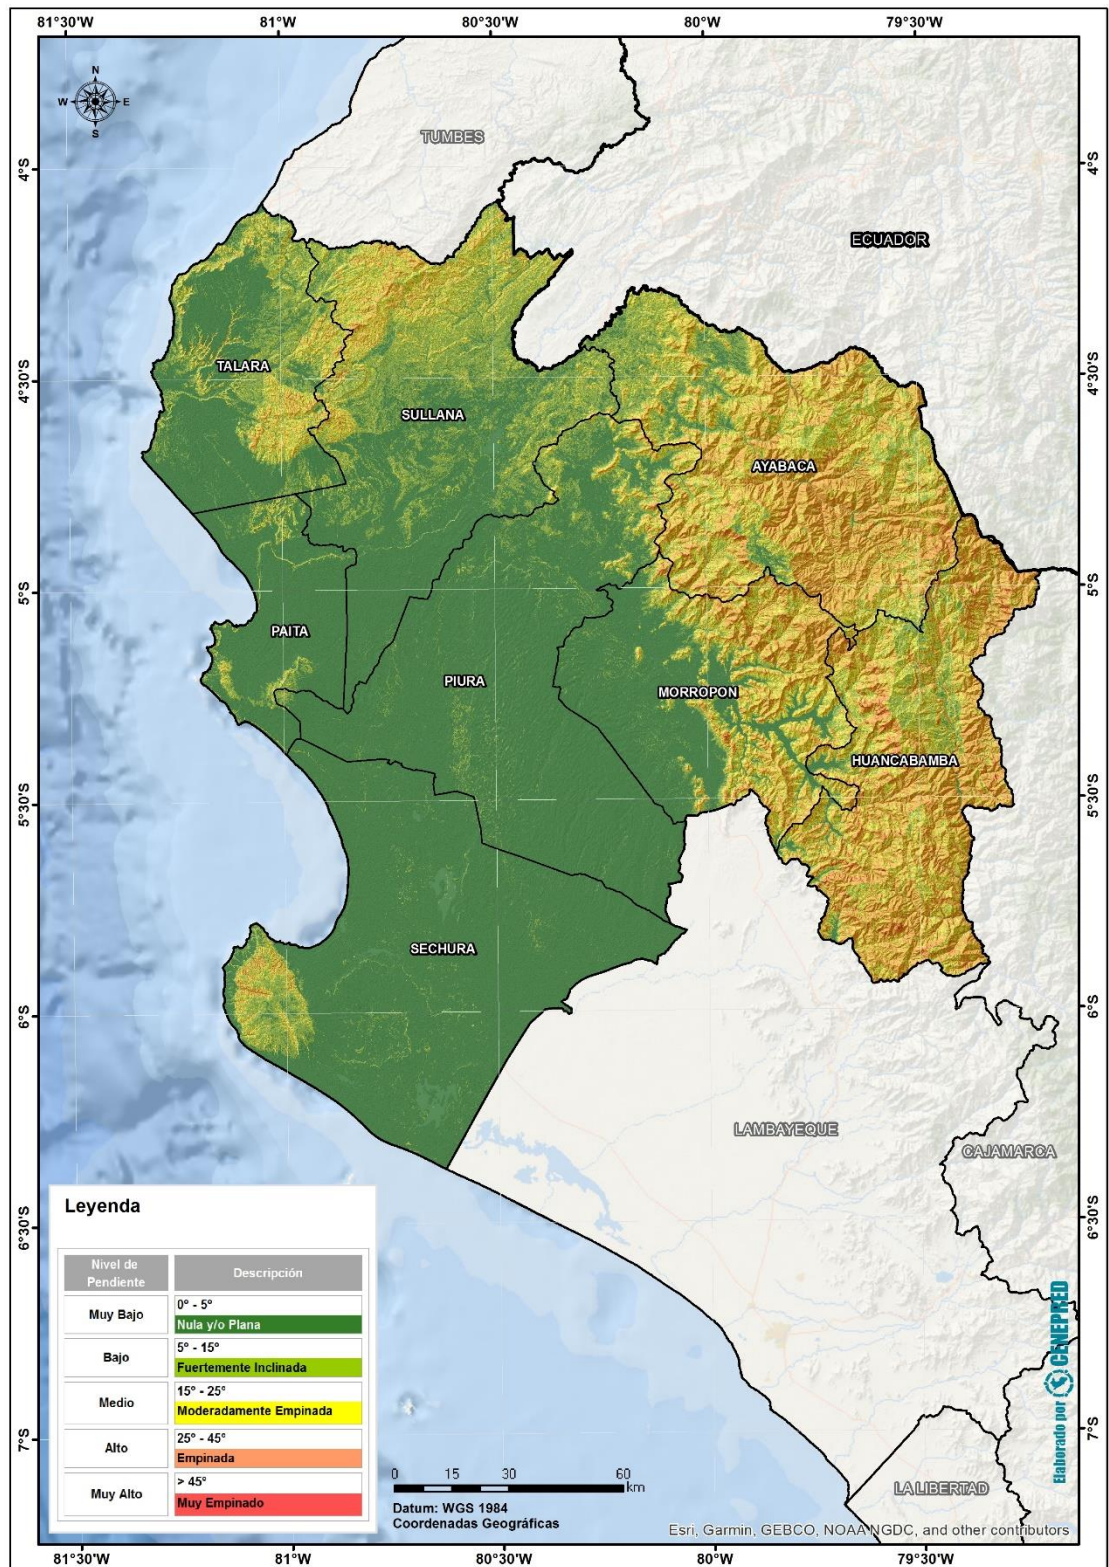 81°30'W 81°W 80°30'W 80°W 79°30'W
N
W E
S
TUMBES
4°S 4°S
ECUADOR
TALARA
4°30'S 4°30'S
SULLANA
AYABACA
5°S 5°S
PAITA
PIURA
MORROPON
HUANCABAMBA
5°30'S 5°30'S
SECHURA
6°S 6°S
LAMBAYEQUE
CAJAMARCA
Leyenda
6°30'S 6°30'S
Nivel de
Pendiente
Descripción
Muy Bajo
0° - 5°
Nula y/o Plana
Bajo
5° - 15°
Fuertemente Inclinada
Medio
15° - 25°
Moderadamente Empinada
Alto
25° - 45°
Empinada
Muy Alto
> 45°
Muy Empinado
7°S 7°S
0 15 30 60
km
Datum: WGS 1984
Coordenadas Geográficas
LA LIBERTAD
Elaborado por CENEPRED
Esri, Garmin, GEBCO, NOAA NGDC, and other contributors
81°30'W 81°W 80°30'W 80°W 79°30'W